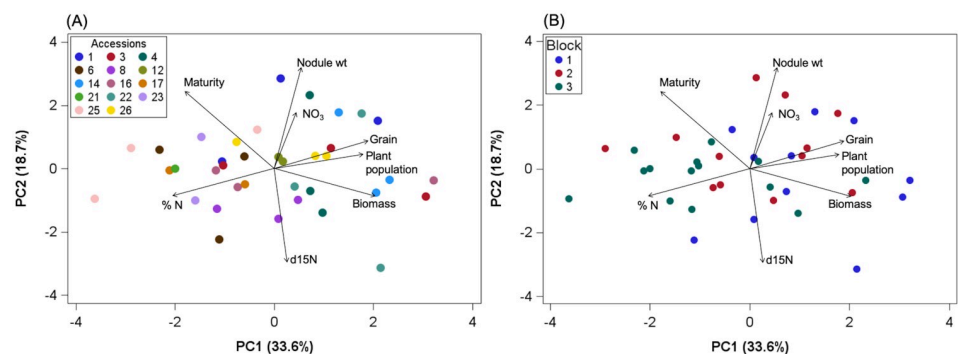 (A)
Accessions
1 3 4
6 8 12
14 16 17
21 22 23
25 26
Nodule wt
Maturity
NO3
Grain
Plant
population
% N
Biomass
d15N
PC2 (18.7%)
4
2
0
-2
-4
-4 -2 0 2 4
PC1 (33.6%)
(B)
Block
1
2
3
Nodule wt
Maturity
NO3
Grain
Plant
population
% N
Biomass
d15N
PC2 (18.7%)
4
2
0
-2
-4
-4 -2 0 2 4
PC1 (33.6%)